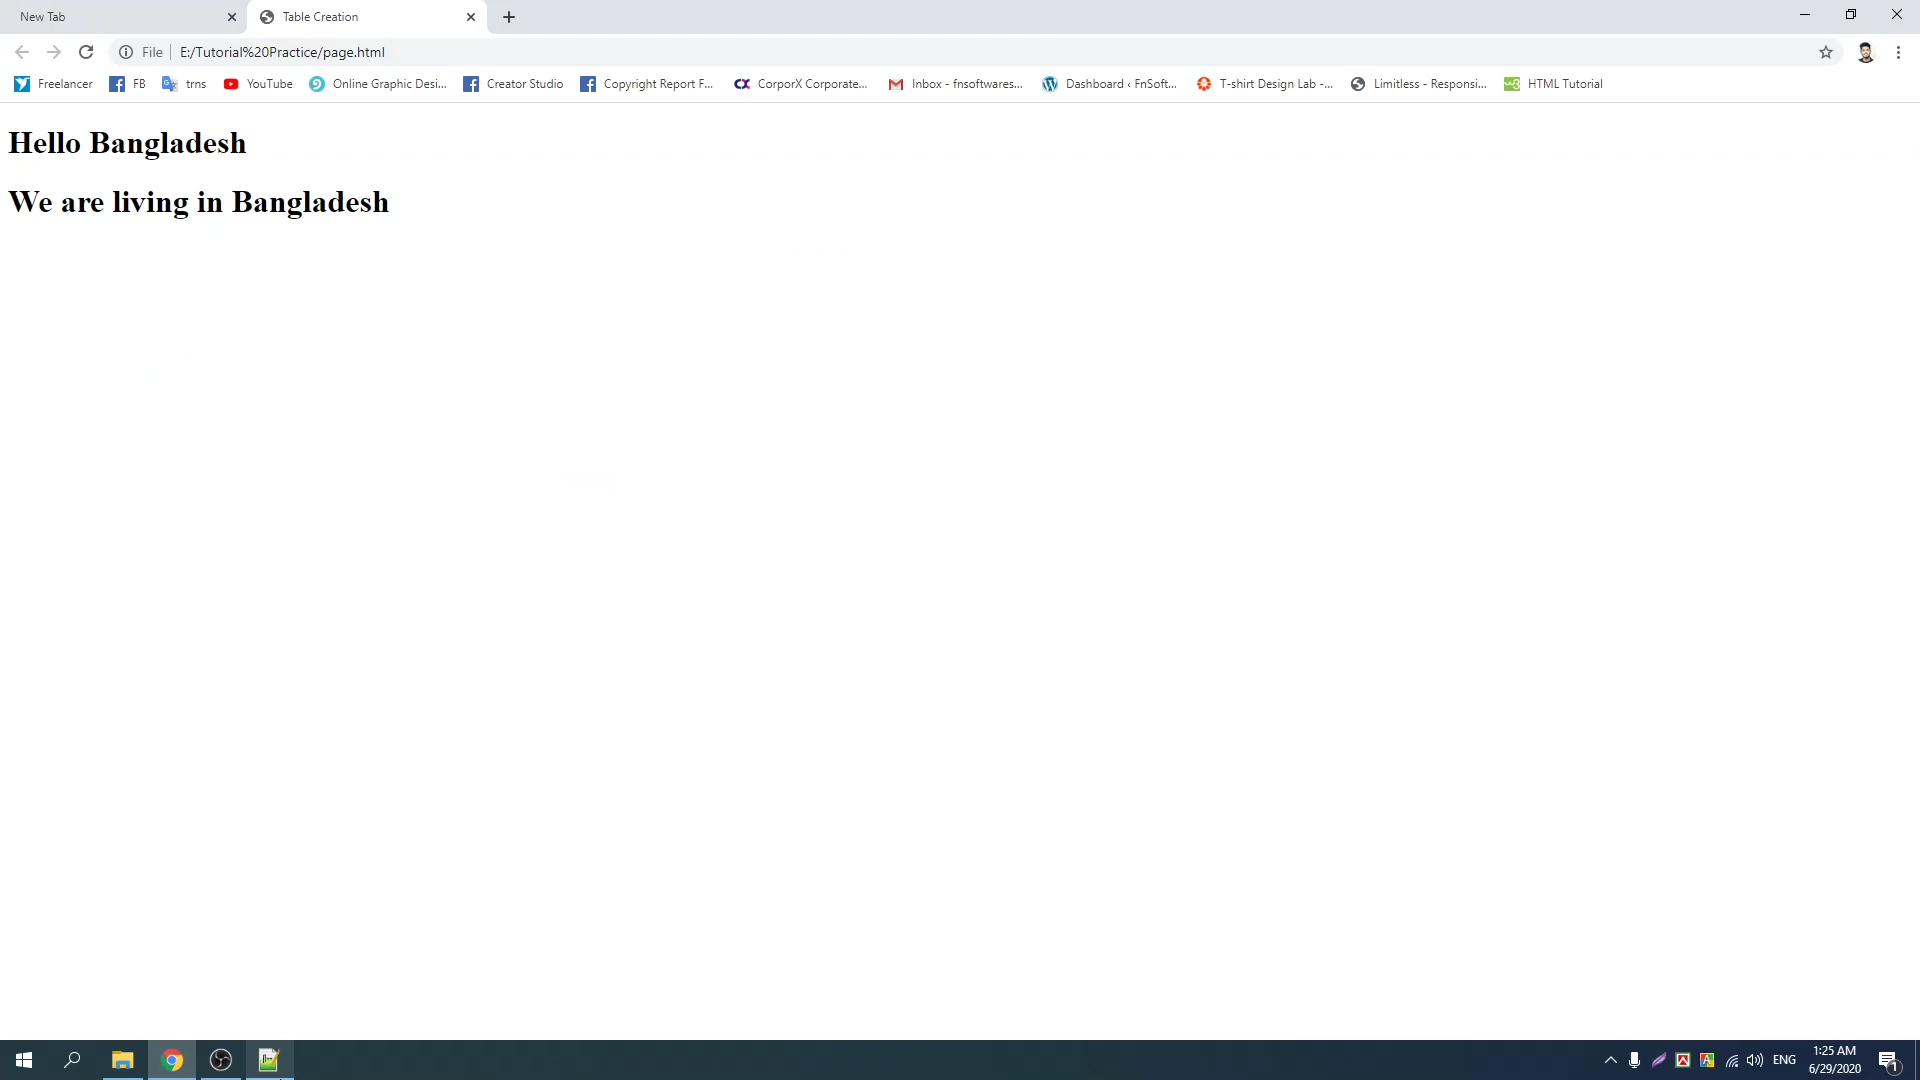 New Tab
Table Creation
File
E:/Tutorial%20Practice/page.html
Freelancer
FB
trns
YouTube
Online Graphic Desi...
Creator Studio
Copyright Report F...
CX
CorporX Corporate...
Inbox - fnsoftwares...
Dashboard ‹ FnSoft...
T-shirt Design Lab -...
Limitless - Responsi...
HTML Tutorial
Hello Bangladesh
We are living in Bangladesh
ENG
1:25 AM
6/29/2020
1